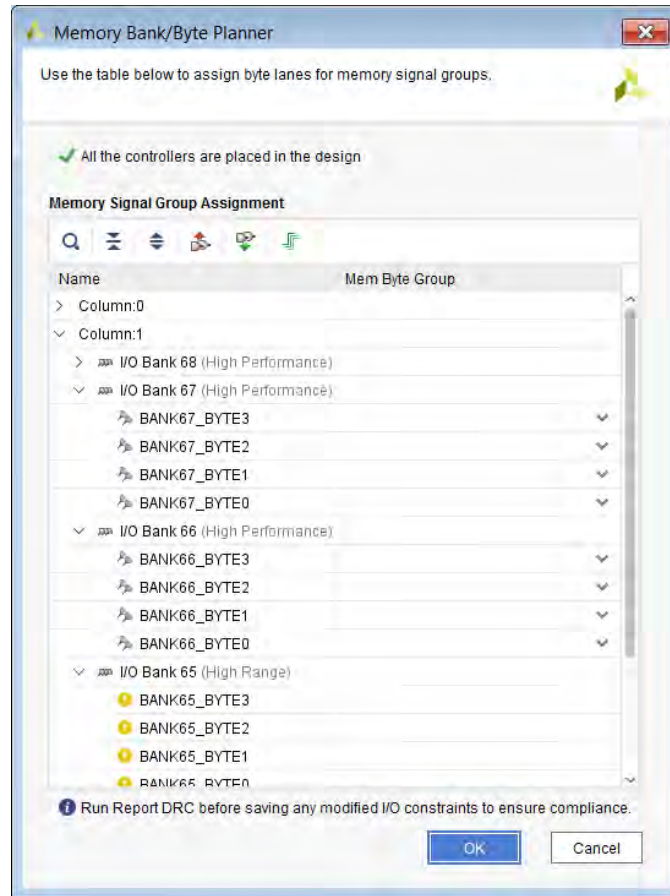 Memory Bank/Byte Planner
Use the table below to assign byte lanes for memory signal groups.
All the controllers are placed in the design
Memory Signal Group Assignment
Name Mem Byte Group
Column:0
Column:1
I/O Bank 68 (High Performance)
I/O Bank 67 (High Performance)
BANK67_BYTE3
BANK67_BYTE2
BANK67_BYTE1
BANK67_BYTE0
I/O Bank 66 (High Performance)
BANK66_BYTE3
BANK66_BYTE2
BANK66_BYTE1
BANK66_BYTE0
I/O Bank 65 (High Range)
BANK65_BYTE3
BANK65_BYTE2
BANK65_BYTE1
BANK65_BYTE0
Run Report DRC before saving any modified I/O constraints to ensure compliance.
OK Cancel